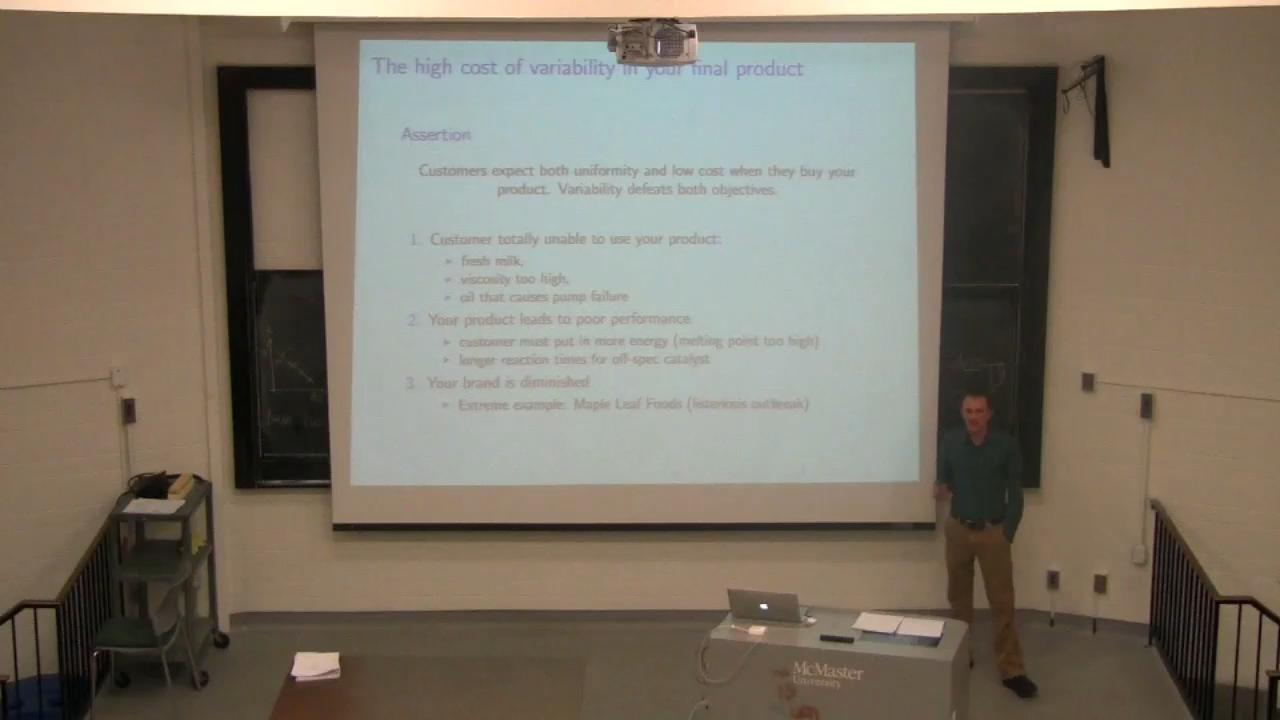 The high cost of variability in your final product
Assertion
Customers expect both uniformity and low cost when they buy your
product. Variability defeats both objectives.
1. Customer totally unable to use your product:
▸ fresh milk,
▸ viscosity too high,
▸ oil that causes pump failure
2. Your product leads to poor performance
▸ customer must put in more energy (melting point too high)
▸ longer reaction times for off-spec catalyst
3. Your brand is diminished
▸ Extreme example: Maple Leaf Foods (listeriosis outbreak)
McMaster
University